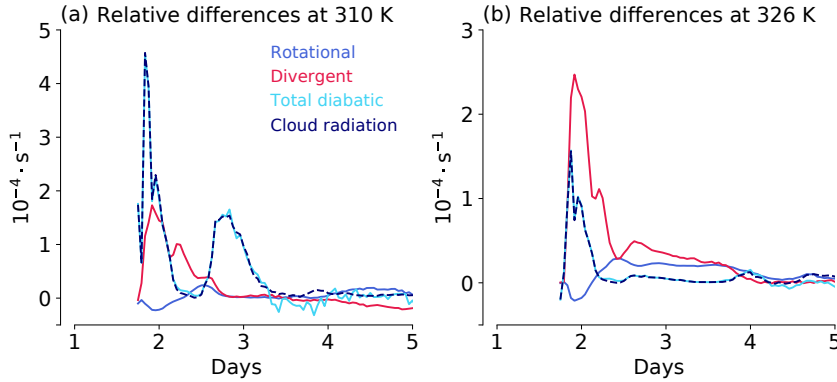 (a) Relative differences at 310 K
Rotational
Divergent
Total diabatic
Cloud radiation
10⁻⁴ · s⁻¹
5
4
3
2
1
0
1 2 3 4 5
Days
(b) Relative differences at 326 K
10⁻⁴ · s⁻¹
3
2
1
0
1 2 3 4 5
Days